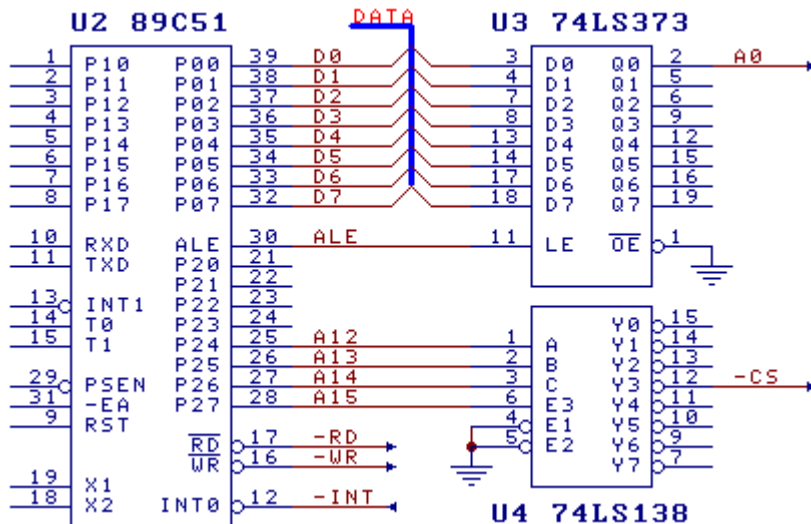 DATA
U2 89C51
U3 74LS373
1 P10 P00 39 D0 3 D0 Q0 2 A0
2 P11 P01 38 D1 4 D1 Q1 5
3 P12 P02 37 D2 7 D2 Q2 6
4 P13 P03 36 D3 8 D3 Q3 9
5 P14 P04 35 D4 13 D4 Q4 12
6 P15 P05 34 D5 14 D5 Q5 15
7 P16 P06 33 D6 17 D6 Q6 16
8 P17 P07 32 D7 18 D7 Q7 19
10 RXD ALE 30 ALE 11 LE OE 1
11 TXD P20 21
P21 22
13 INT1 P22 23
14 T0 P23 24 Y0 15
15 T1 P24 25 A12 1 A Y1 14
P25 26 A13 2 B Y2 13
29 PSEN P26 27 A14 3 C Y3 12 -CS
31 -EA P27 28 A15 6 E3 Y4 11
9 RST 4 E1 Y5 10
RD 17 -RD 5 E2 Y6 9
WR 16 -WR Y7 7
19 X1
18 X2 INT0 12 -INT
U4 74LS138